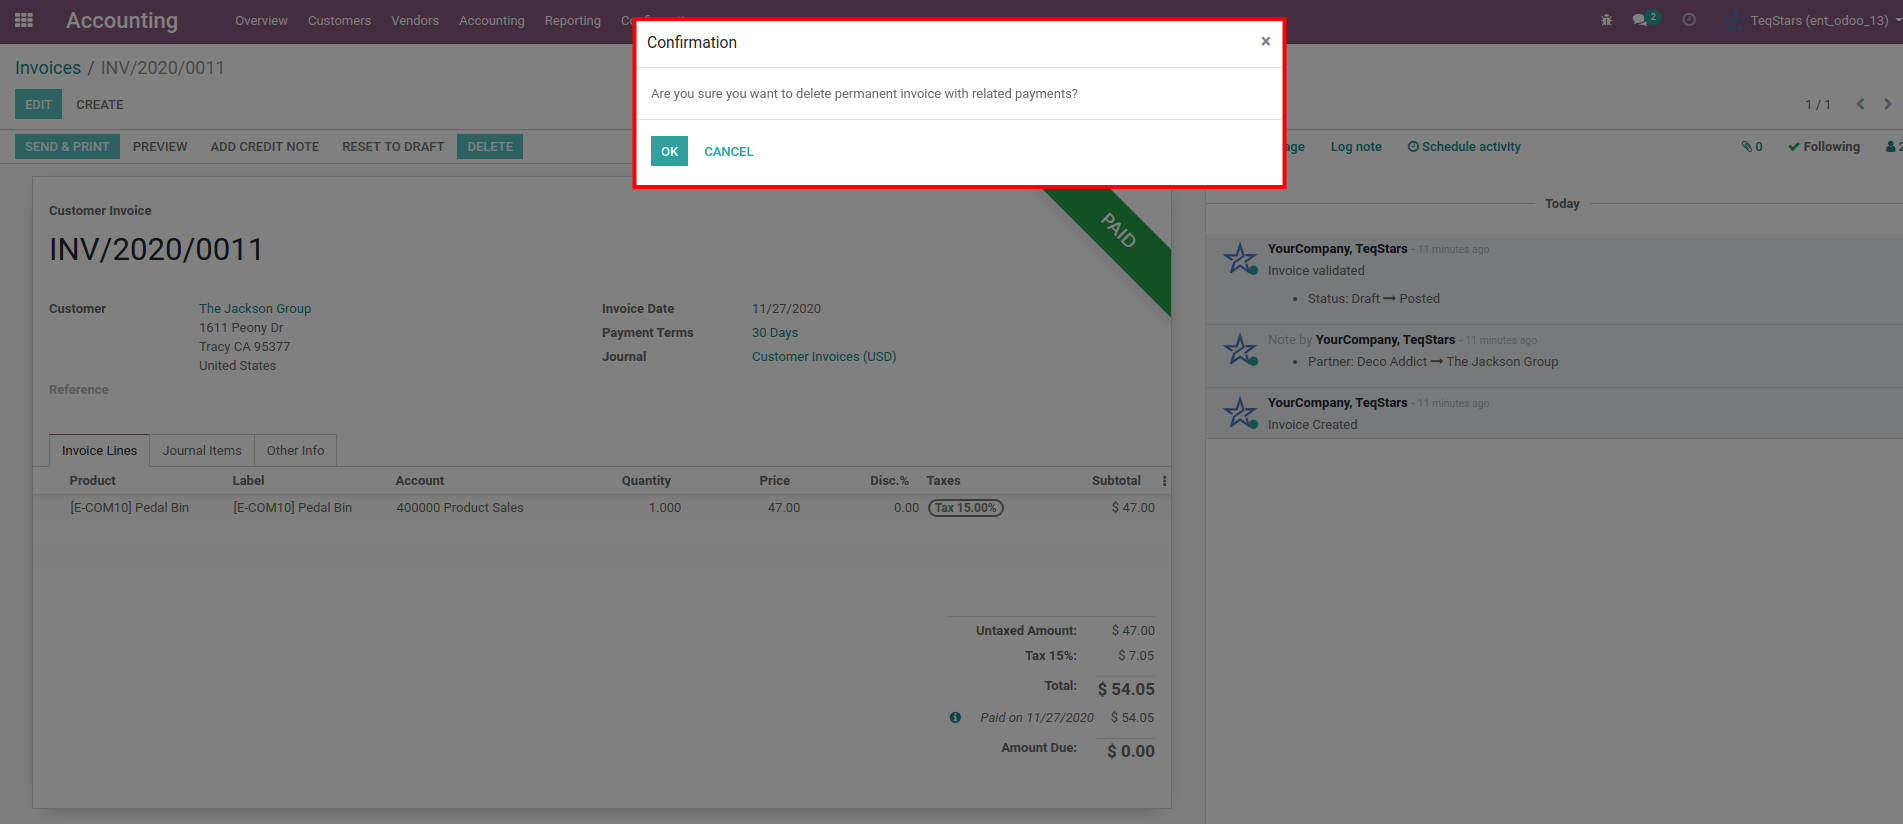 Accounting
Overview Customers Vendors Accounting Reporting
2
TeqStars (ent_odoo_13)
Invoices / INV/2020/0011
EDIT CREATE
1 / 1
SEND & PRINT PREVIEW ADD CREDIT NOTE RESET TO DRAFT DELETE
Log note Schedule activity 0 Following 2
Confirmation ×
Are you sure you want to delete permanent invoice with related payments?
OK CANCEL
PAID
Customer Invoice
INV/2020/0011
Customer The Jackson Group
1611 Peony Dr
Tracy CA 95377
United States
Reference
Invoice Date 11/27/2020
Payment Terms 30 Days
Journal Customer Invoices (USD)
Invoice Lines Journal Items Other Info
Product Label Account Quantity Price Disc.% Taxes Subtotal
[E-COM10] Pedal Bin [E-COM10] Pedal Bin 400000 Product Sales 1.000 47.00 0.00 Tax 15.00% $ 47.00
Untaxed Amount: $ 47.00
Tax 15%: $ 7.05
Total: $ 54.05
Paid on 11/27/2020 $ 54.05
Amount Due: $ 0.00
Today
YourCompany, TeqStars - 11 minutes ago
Invoice validated
• Status: Draft → Posted
Note by YourCompany, TeqStars - 11 minutes ago
• Partner: Deco Addict → The Jackson Group
YourCompany, TeqStars - 11 minutes ago
Invoice Created